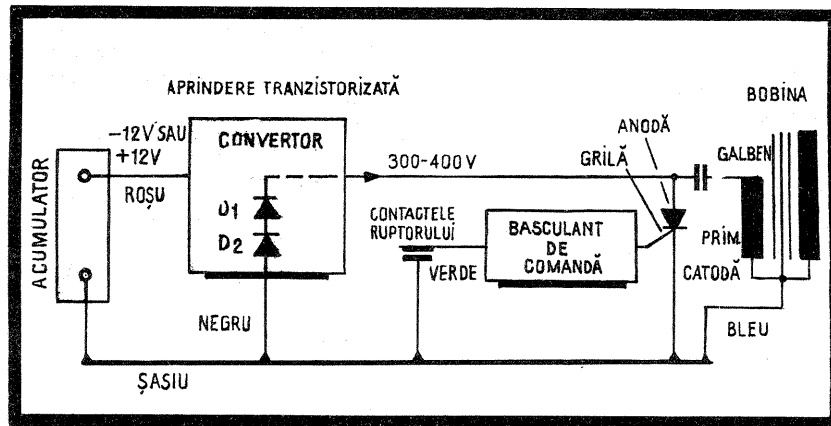 APRINDERE TRANZISTORIZATĂ
BOBINA
ACUMULATOR
-12V SAU
+12V
ROȘU
CONVERTOR
D1
D2
NEGRU
300-400V
ANODĂ
GRILĂ
GALBEN
CONTACTELE
RUPTORULUI
VERDE
BASCULANT
DE
COMANDĂ
PRIM.
CATODĂ
BLEU
ȘASIU